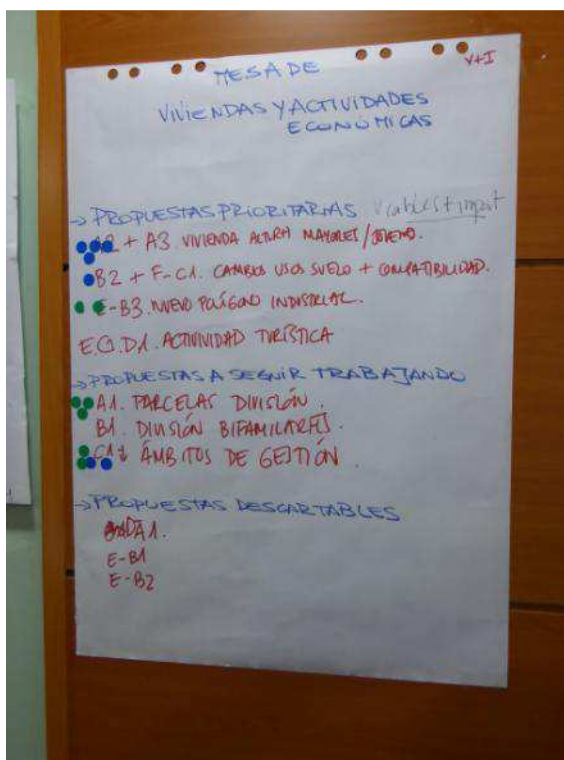 V+I
MESA DE
VIVIENDAS Y ACTIVIDADES
ECONÓMICAS
→ PROPUESTAS PRIORITARIAS
A2 + A3. VIVIENDA ALTURA MAYORES/JÓVENES.
B2 + F-C1. CAMBIOS USOS SUELO + COMPATIBILIDAD.
E-B3. NUEVO POLÍGONO INDUSTRIAL.
ACTIVIDAD TURÍSTICA
→ PROPUESTAS A SEGUIR TRABAJANDO
A1. PARCELAS DIVISIÓN.
B1. DIVISIÓN BIFAMILIARES.
ÁMBITOS DE GESTIÓN
→ PROPUESTAS DESCARTABLES
E-B1
E-B2